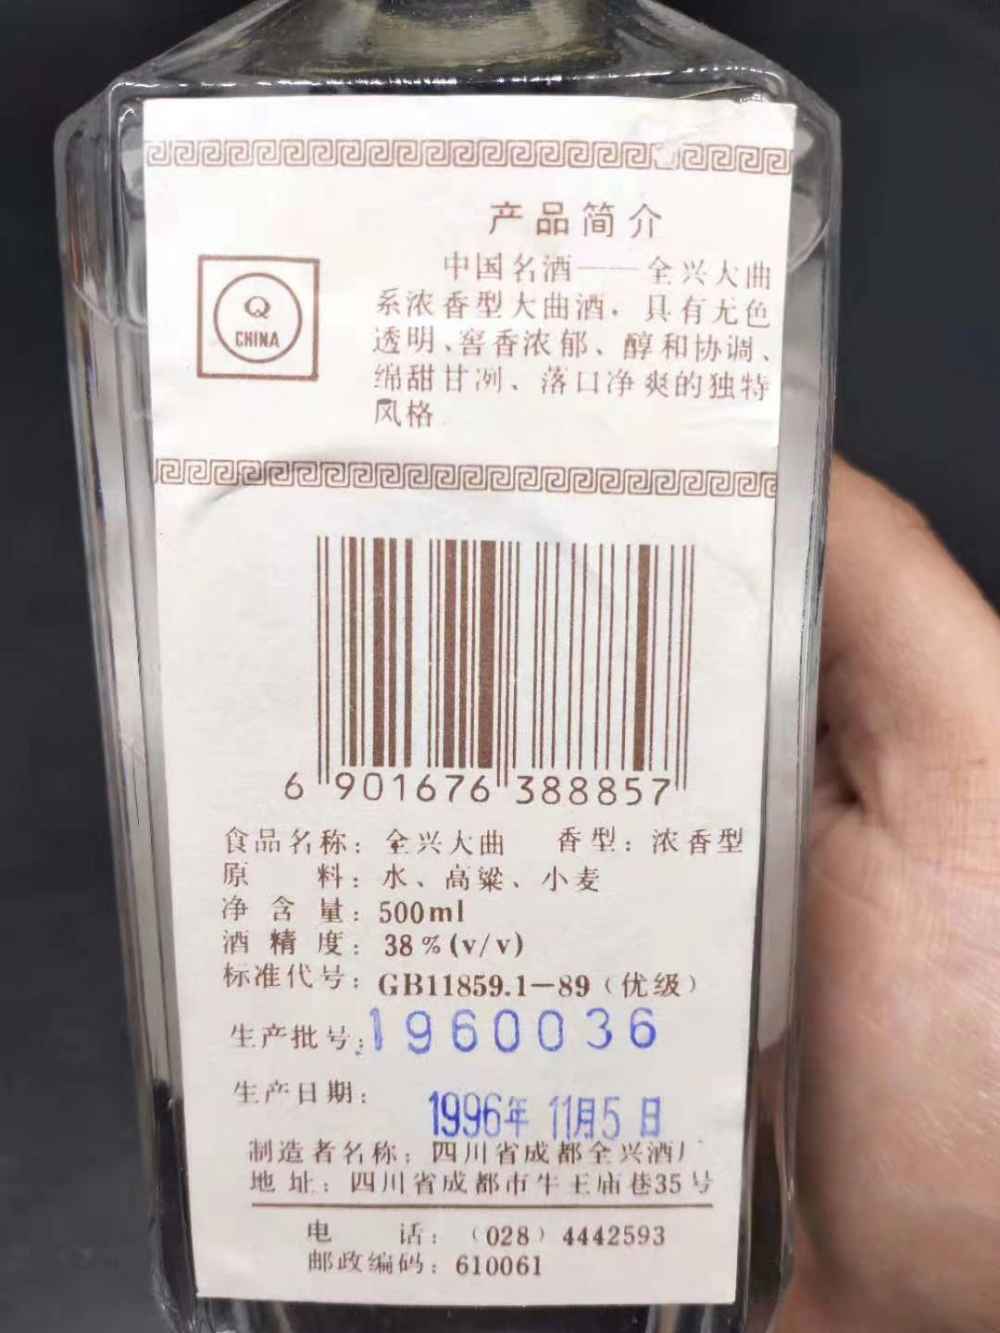 产品简介
Q
CHINA
中国名酒——全兴大曲
系浓香型大曲酒，具有无色
透明、窖香浓郁、醇和协调、
绵甜甘冽、落口净爽的独特
风格
6 901676 388857
食品名称：全兴大曲 香型：浓香型
原料：水、高粱、小麦
净含量：500ml
酒精度：38%(v/v)
标准代号：GB11859.1-89（优级）
生产批号：1960036
生产日期：1996年 11月5日
制造者名称：四川省成都全兴酒厂
地址：四川省成都市牛王庙巷35号
电话：（028）4442593
邮政编码：610061